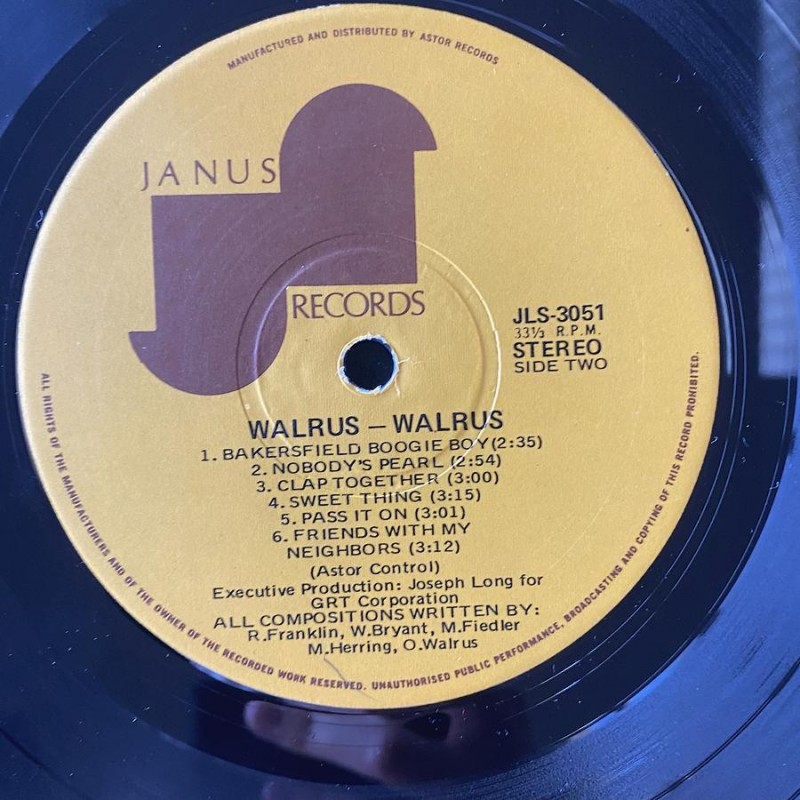 MANUFACTURED AND DISTRIBUTED BY ASTOR RECORDS
JANUS
RECORDS
JLS-3051
33⅓ R.P.M.
STEREO
SIDE TWO
WALRUS – WALRUS
1. BAKERSFIELD BOOGIE BOY (2:35)
2. NOBODY'S PEARL (2:54)
3. CLAP TOGETHER (3:00)
4. SWEET THING (3:15)
5. PASS IT ON (3:01)
6. FRIENDS WITH MY
NEIGHBORS (3:12)
(Astor Control)
Executive Production: Joseph Long for
GRT Corporation
ALL COMPOSITIONS WRITTEN BY:
R.Franklin, W.Bryant, M.Fiedler
M.Herring, O.Walrus
ALL RIGHTS OF THE MANUFACTURERS AND OF THE OWNER OF THE RECORDED WORK RESERVED. UNAUTHORISED PUBLIC PERFORMANCE, BROADCASTING AND COPYING OF THIS RECORD PROHIBITED.